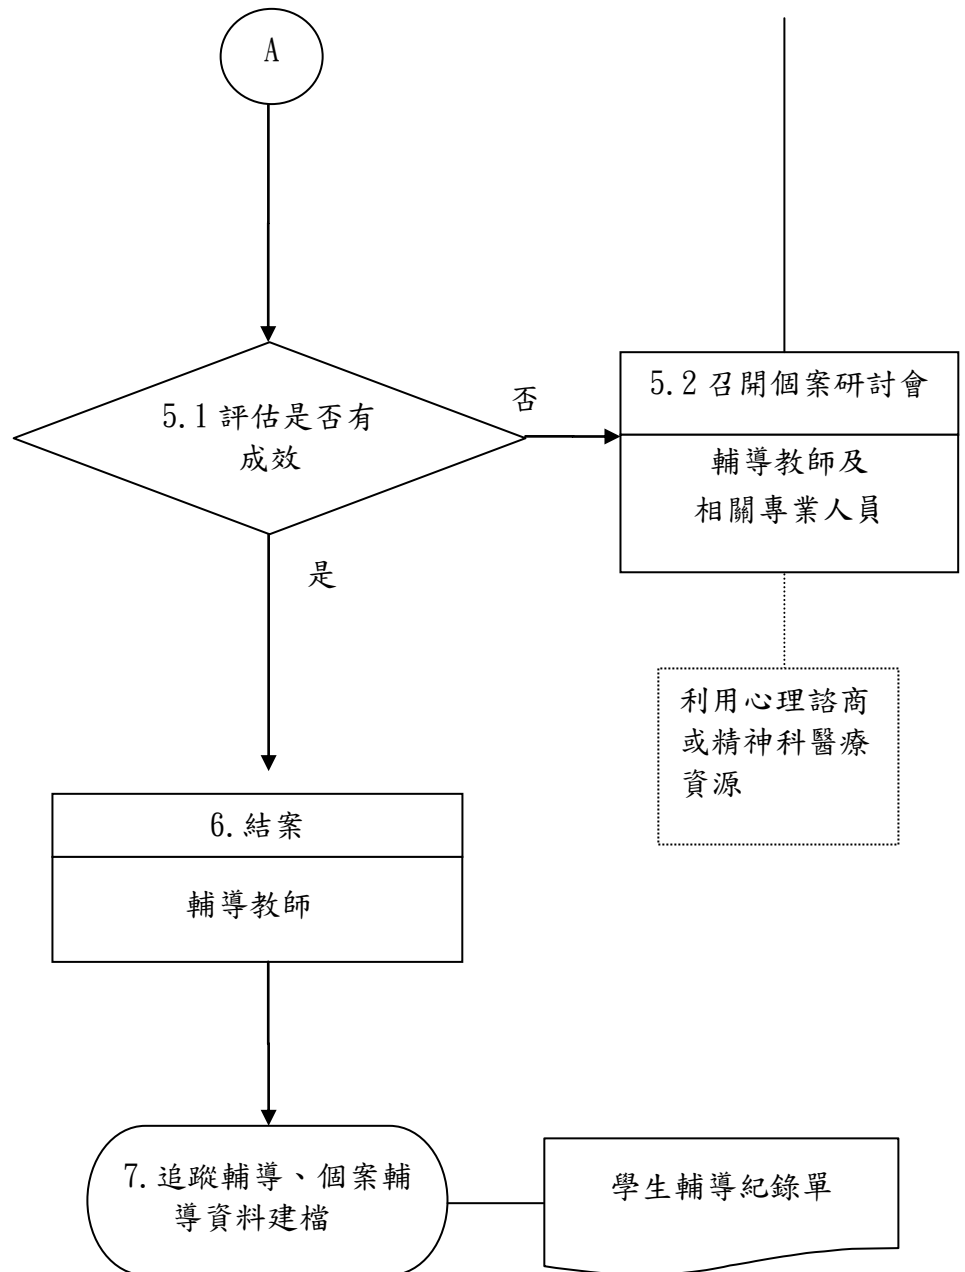 A
5.1 評估是否有
成效
否
5.2 召開個案研討會
輔導教師及
相關專業人員
是
利用心理諮商
或精神科醫療
資源
6. 結案
輔導教師
7. 追蹤輔導、個案輔
導資料建檔
學生輔導紀錄單